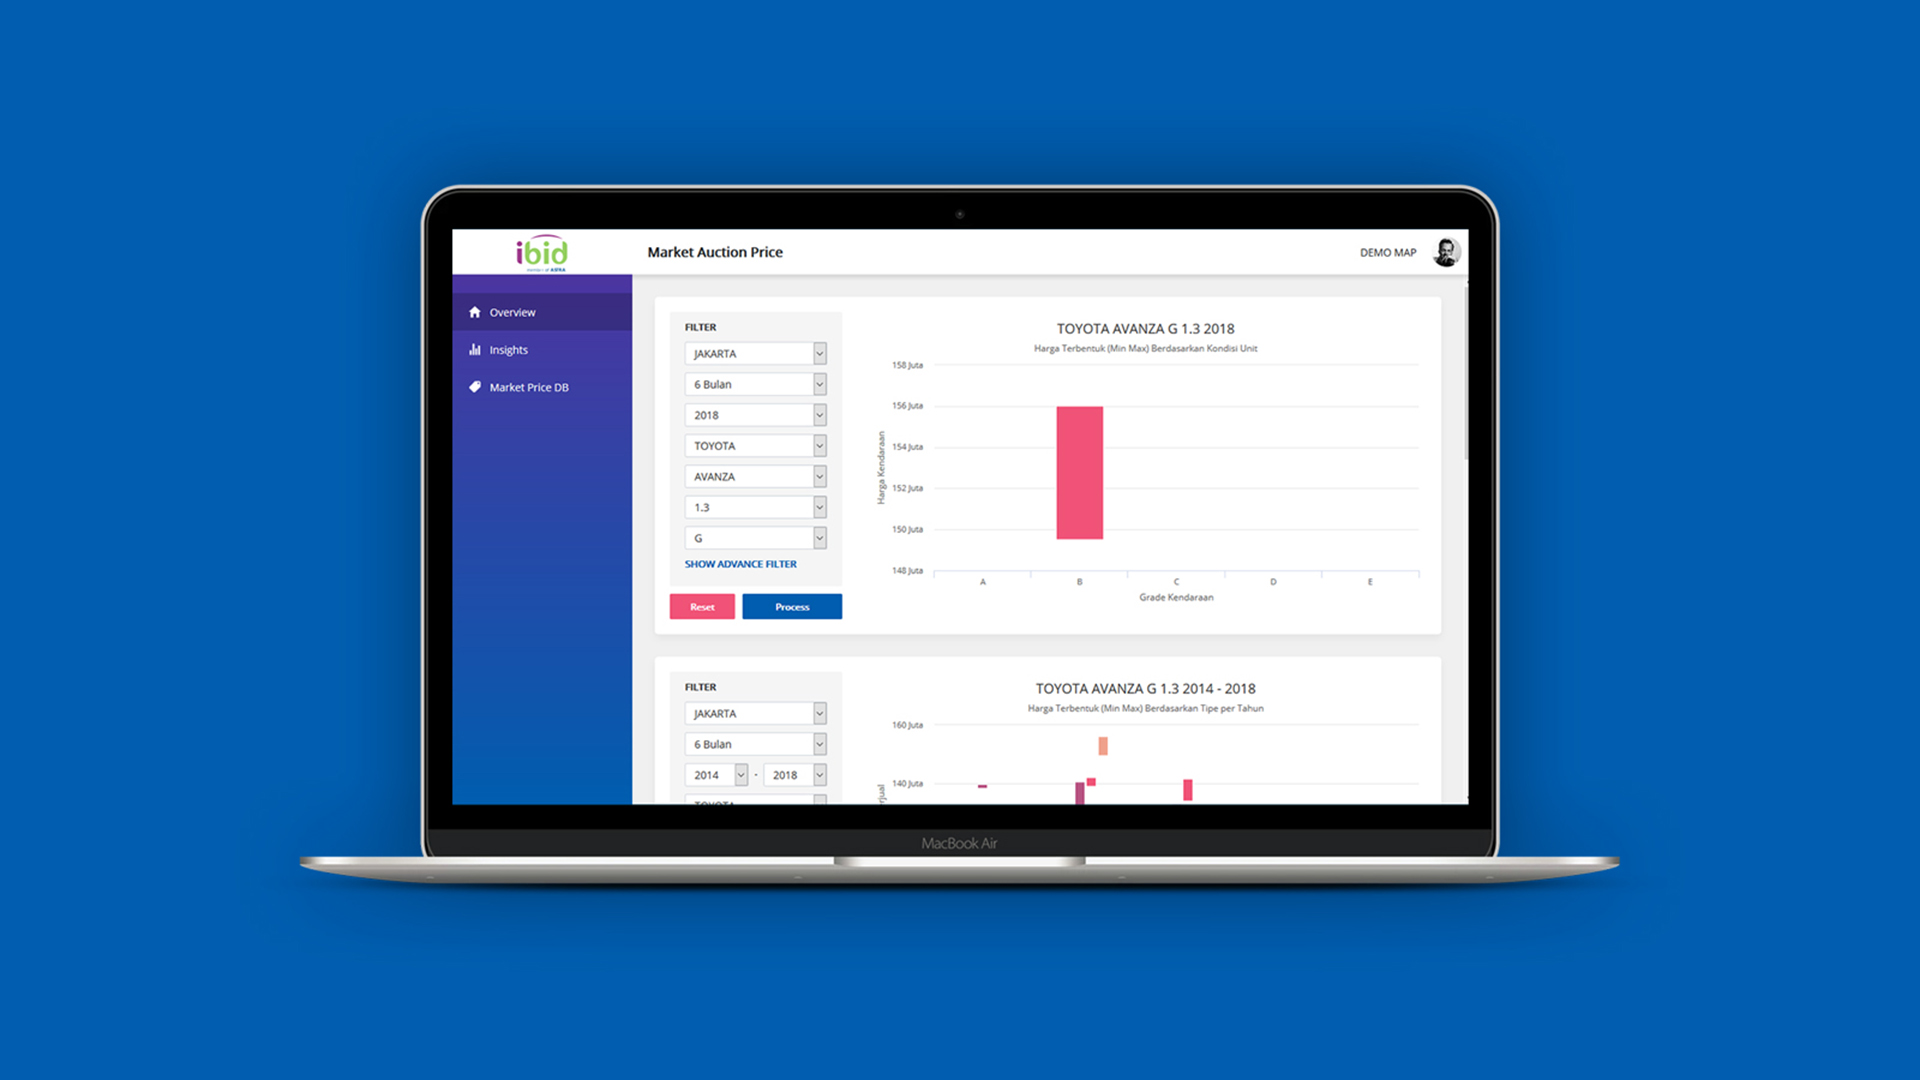 ibid
Market Auction Price
DEMO MAP
Overview
Insights
Market Price DB
FILTER
JAKARTA
6 Bulan
2018
TOYOTA
AVANZA
1.3
G
SHOW ADVANCE FILTER
Reset
Process
TOYOTA AVANZA G 1.3 2018
Harga Terbentuk (Min Max) Berdasarkan Kondisi Unit
158 Juta
156 Juta
154 Juta
152 Juta
150 Juta
148 Juta
Harga Kendaraan
A B C D E
Grade Kendaraan
FILTER
JAKARTA
6 Bulan
2014 - 2018
TOYOTA
TOYOTA AVANZA G 1.3 2014 - 2018
Harga Terbentuk (Min Max) Berdasarkan Tipe per Tahun
160 Juta
140 Juta
MacBook Air